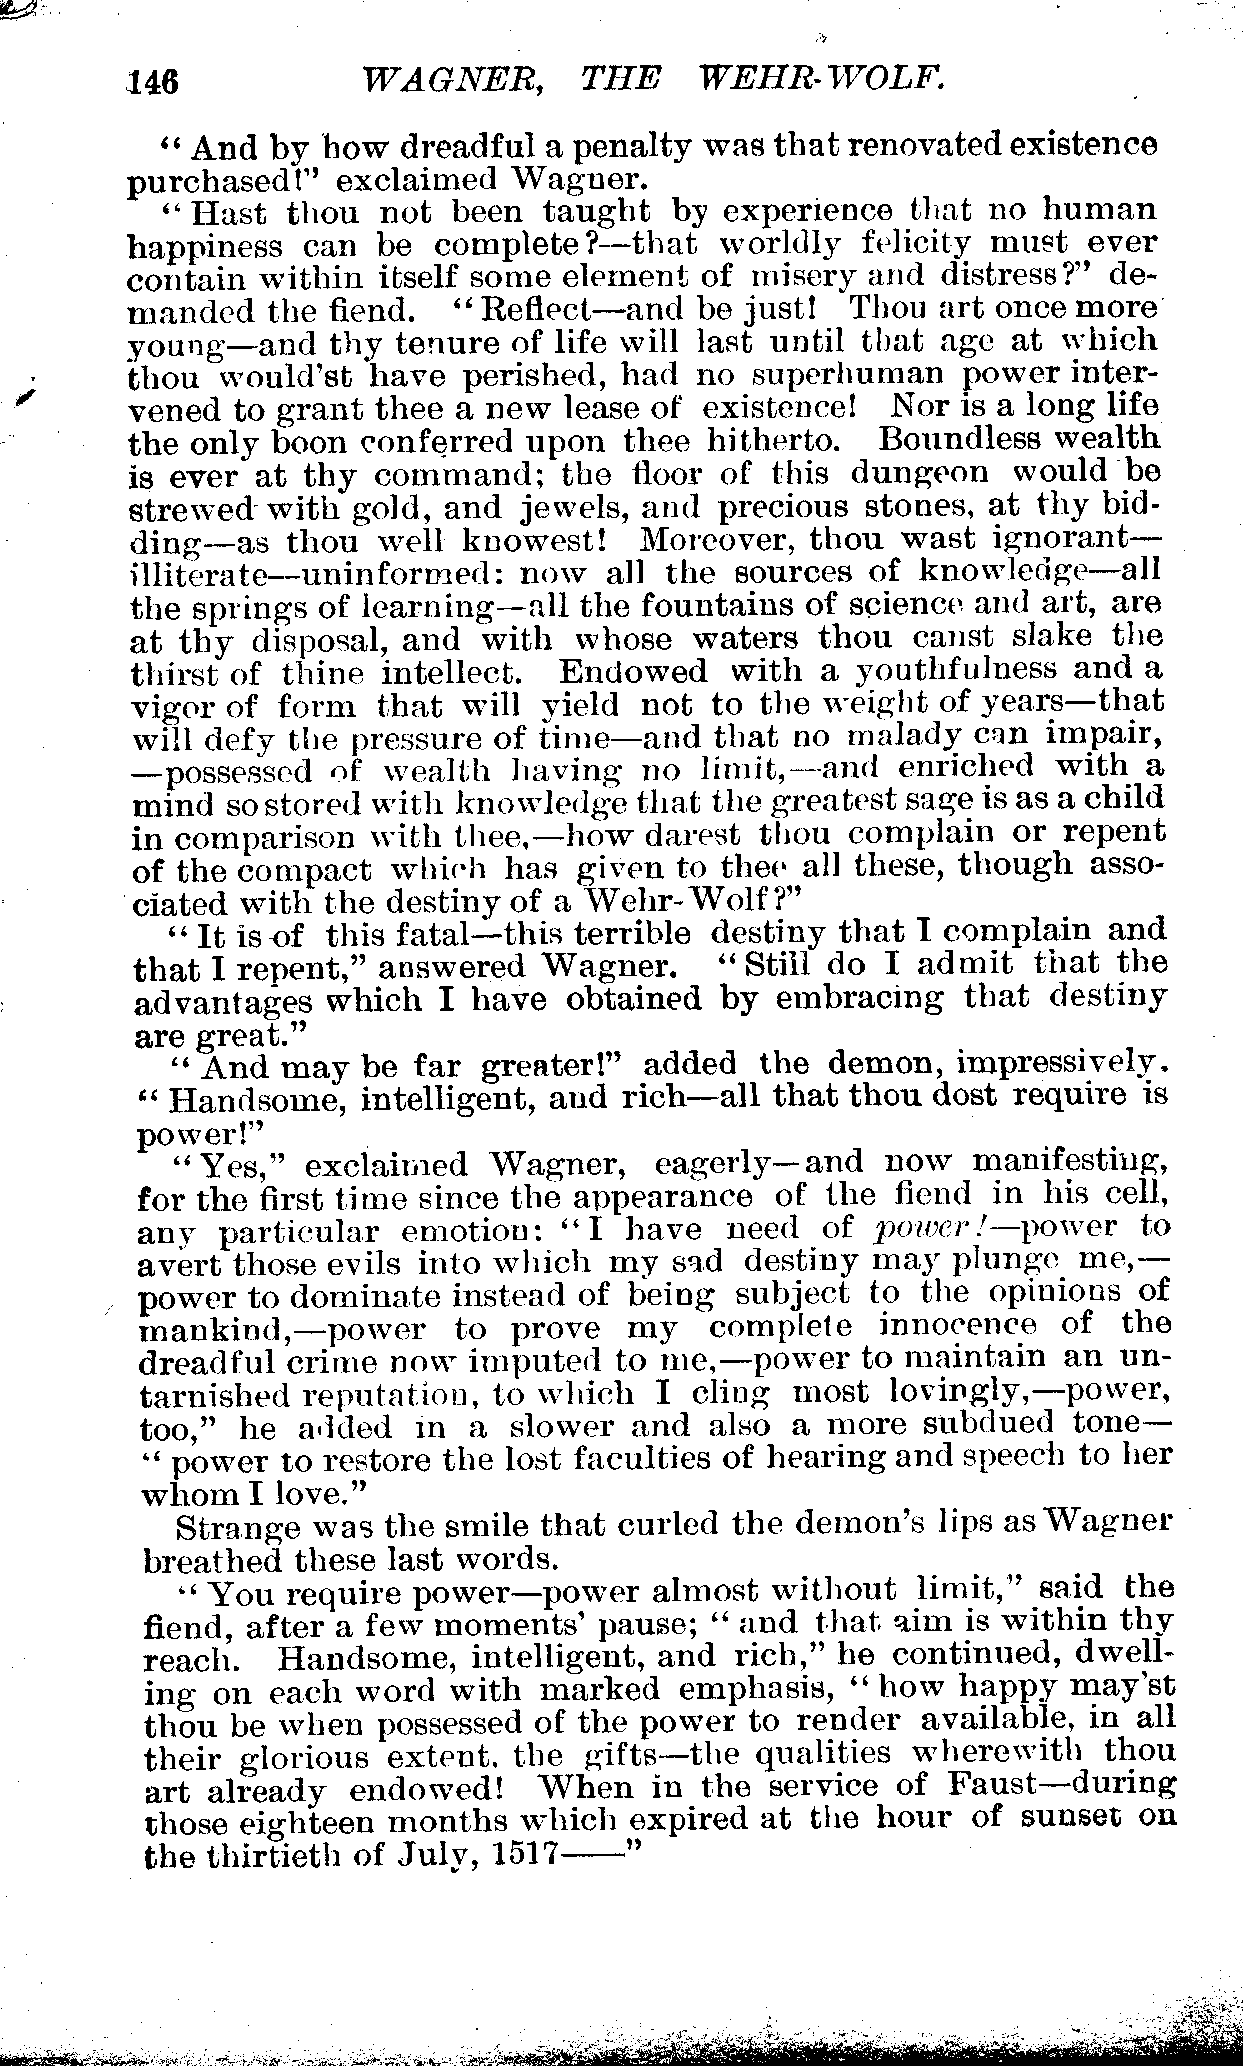 146 WAGNER, THE WEHR-WOLF.
“ And by how dreadful a penalty was that renovated existence
purchased!” exclaimed Wagner.
“ Hast thou not been taught by experience that no human
happiness can be complete?—that worldly felicity must ever
contain within itself some element of misery and distress?” de-
manded the fiend. “ Reflect—and be just! Thou art once more
young—and thy tenure of life will last until that age at which
thou would'st have perished, had no superhuman power inter-
vened to grant thee a new lease of existence! Nor is a long life
the only boon conferred upon thee hitherto. Boundless wealth
is ever at thy command; the floor of this dungeon would be
strewed with gold, and jewels, and precious stones, at thy bid-
ding—as thou well knowest! Moreover, thou wast ignorant—
illiterate—uninformed: now all the sources of knowledge—all
the springs of learning—all the fountains of science and art, are
at thy disposal, and with whose waters thou canst slake the
thirst of thine intellect. Endowed with a youthfulness and a
vigor of form that will yield not to the weight of years—that
will defy the pressure of time—and that no malady can impair,
—possessed of wealth having no limit,—and enriched with a
mind so stored with knowledge that the greatest sage is as a child
in comparison with thee,—how darest thou complain or repent
of the compact which has given to thee all these, though asso-
ciated with the destiny of a Wehr-Wolf?”
“ It is of this fatal—this terrible destiny that I complain and
that I repent,” answered Wagner. “ Still do I admit that the
advantages which I have obtained by embracing that destiny
are great.”
“ And may be far greater!” added the demon, impressively.
“ Handsome, intelligent, and rich—all that thou dost require is
power!”
“ Yes,” exclaimed Wagner, eagerly—and now manifesting,
for the first time since the appearance of the fiend in his cell,
any particular emotion: “ I have need of power!—power to
avert those evils into which my sad destiny may plunge me,—
power to dominate instead of being subject to the opinions of
mankind,—power to prove my complete innocence of the
dreadful crime now imputed to me,—power to maintain an un-
tarnished reputation, to which I cling most lovingly,—power,
too,” he added in a slower and also a more subdued tone—
“ power to restore the lost faculties of hearing and speech to her
whom I love.”
Strange was the smile that curled the demon's lips as Wagner
breathed these last words.
“ You require power—power almost without limit,” said the
fiend, after a few moments' pause; “ and that aim is within thy
reach. Handsome, intelligent, and rich,” he continued, dwell-
ing on each word with marked emphasis, “ how happy may'st
thou be when possessed of the power to render available, in all
their glorious extent, the gifts—the qualities wherewith thou
art already endowed! When in the service of Faust—during
those eighteen months which expired at the hour of sunset on
the thirtieth of July, 1517——”